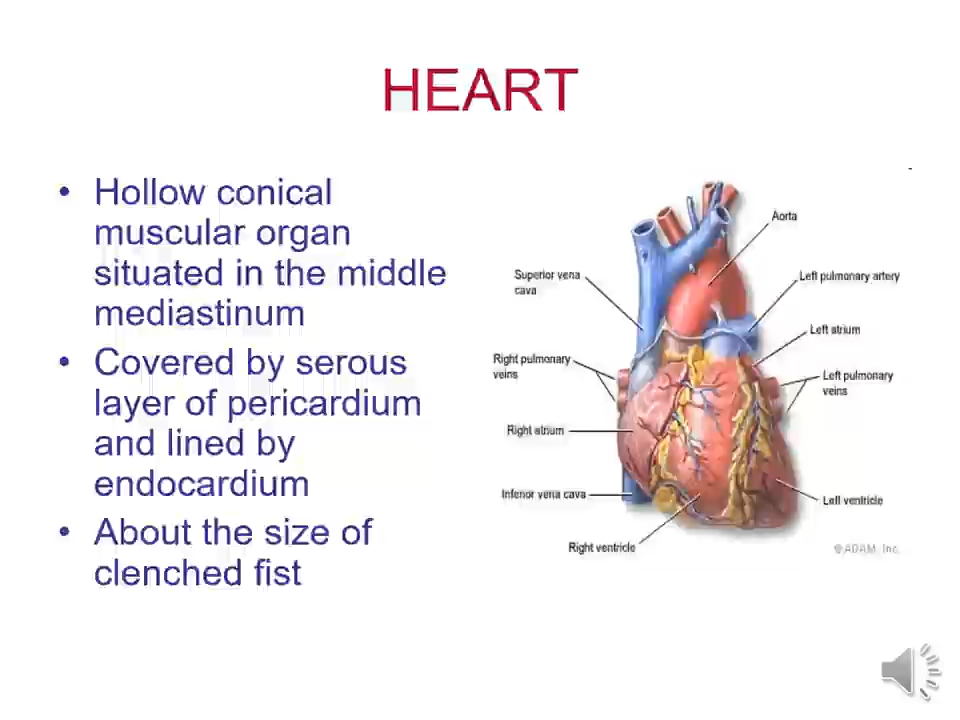 HEART
• Hollow conical
muscular organ
situated in the middle
mediastinum
• Covered by serous
layer of pericardium
and lined by
endocardium
• About the size of
clenched fist
Aorta
Superior vena
cava
Left pulmonary artery
Left atrium
Right pulmonary
veins
Left pulmonary
veins
Right atrium
Inferior vena cava
Left ventricle
Right ventricle
©ADAM, Inc.